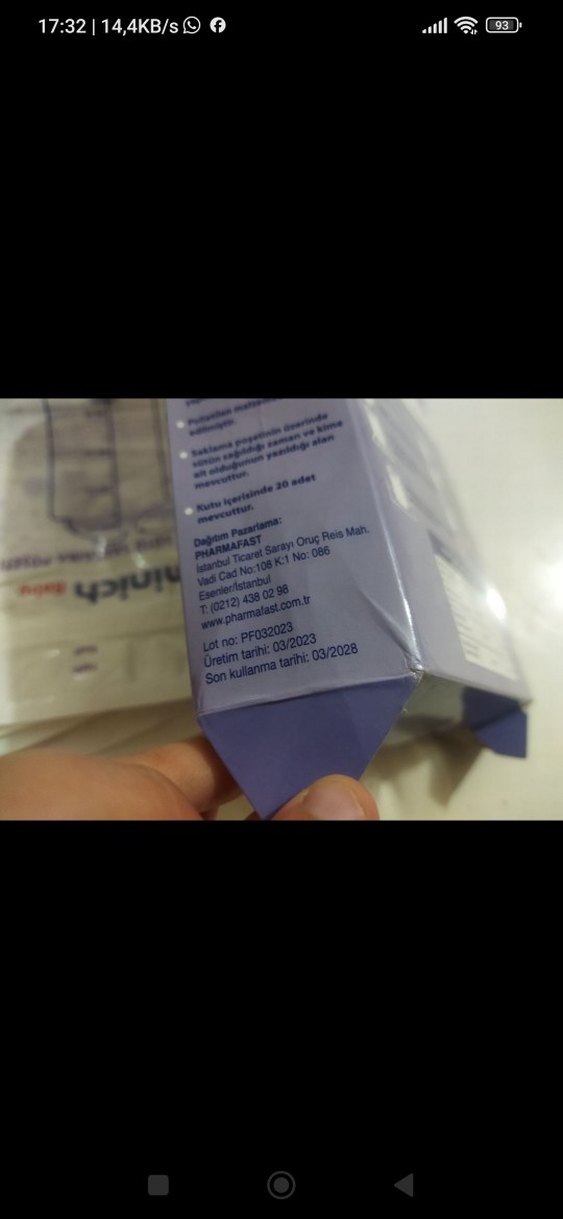 17:32 | 14,4KB/s
93
edilmiştir.
Saklama poşetinin üzerinde
sütün sağıldığı zaman ve kime
ait olduğunun yazıldığı alan
mevcuttur.
Kutu içerisinde 20 adet
mevcuttur.
Dağıtım Pazarlama:
PHARMAFAST
İstanbul Ticaret Sarayı Oruç Reis Mah.
Vadi Cad No:108 K:1 No: 086
Esenler/İstanbul
T: (0212) 438 02 98
www.pharmafast.com.tr
Lot no: PF032023
Üretim tarihi: 03/2023
Son kullanma tarihi: 03/2028
baby